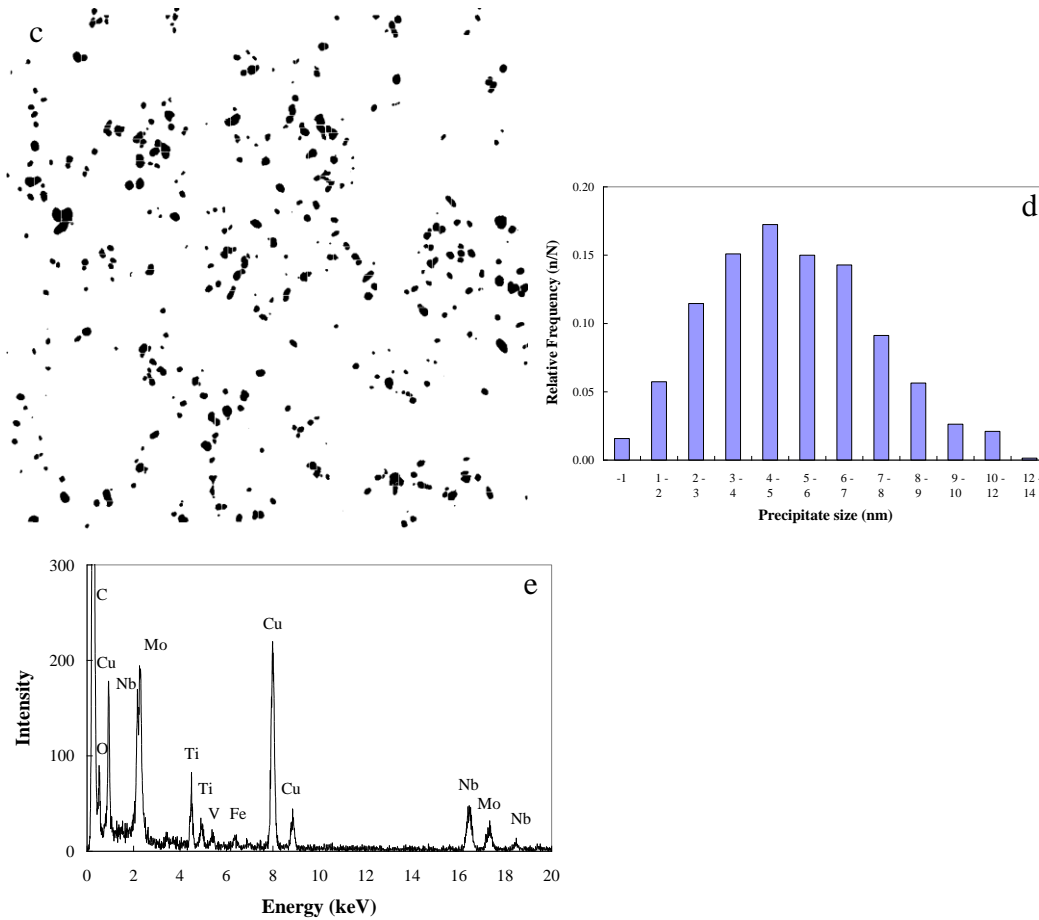 c
d
Relative Frequency (n/N)
0.20
0.15
0.10
0.05
0.00
-1
1 -
2
2 -
3
3 -
4
4 -
5
5 -
6
6 -
7
7 -
8
8 -
9
9 -
10
10 -
12
12 -
14
Precipitate size (nm)
e
Intensity
300
200
100
0
C
Cu
O
Nb
Mo
Ti
Ti
V
Fe
Cu
Cu
Nb
Mo
Nb
0 2 4 6 8 10 12 14 16 18 20
Energy (keV)